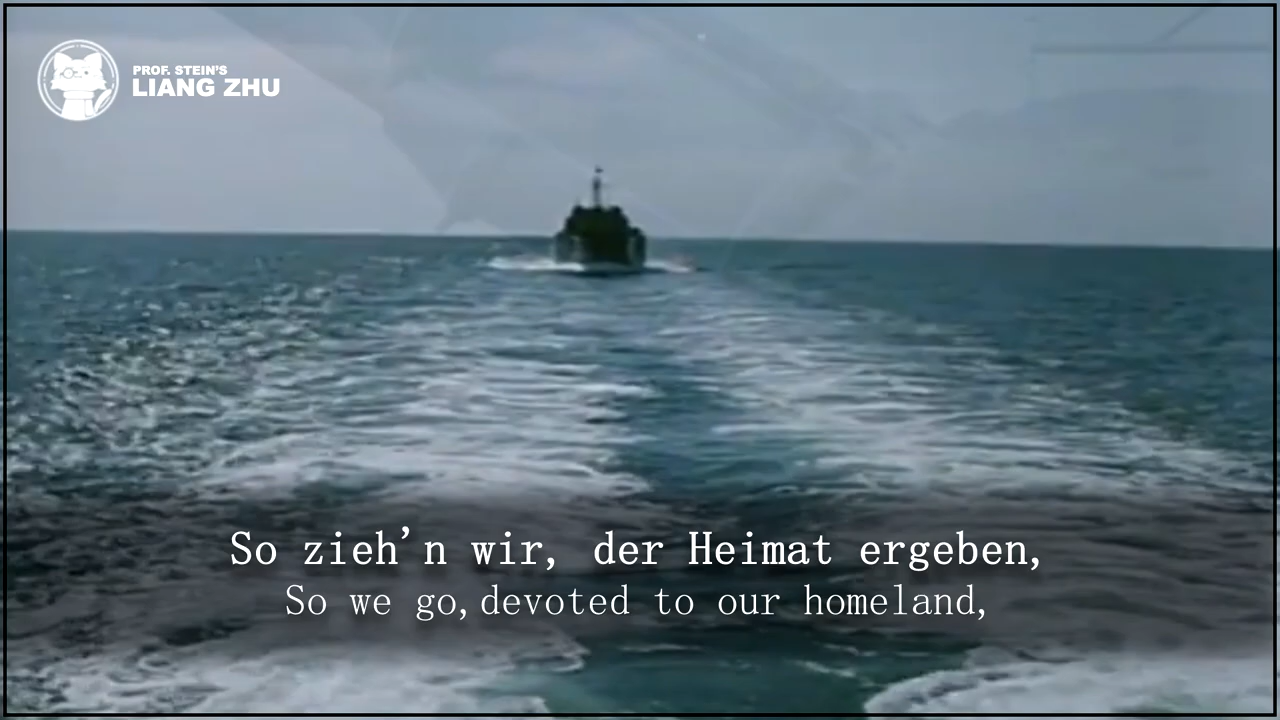 PROF. STEIN'S
LIANG ZHU
So zieh'n wir, der Heimat ergeben,
So we go, devoted to our homeland,